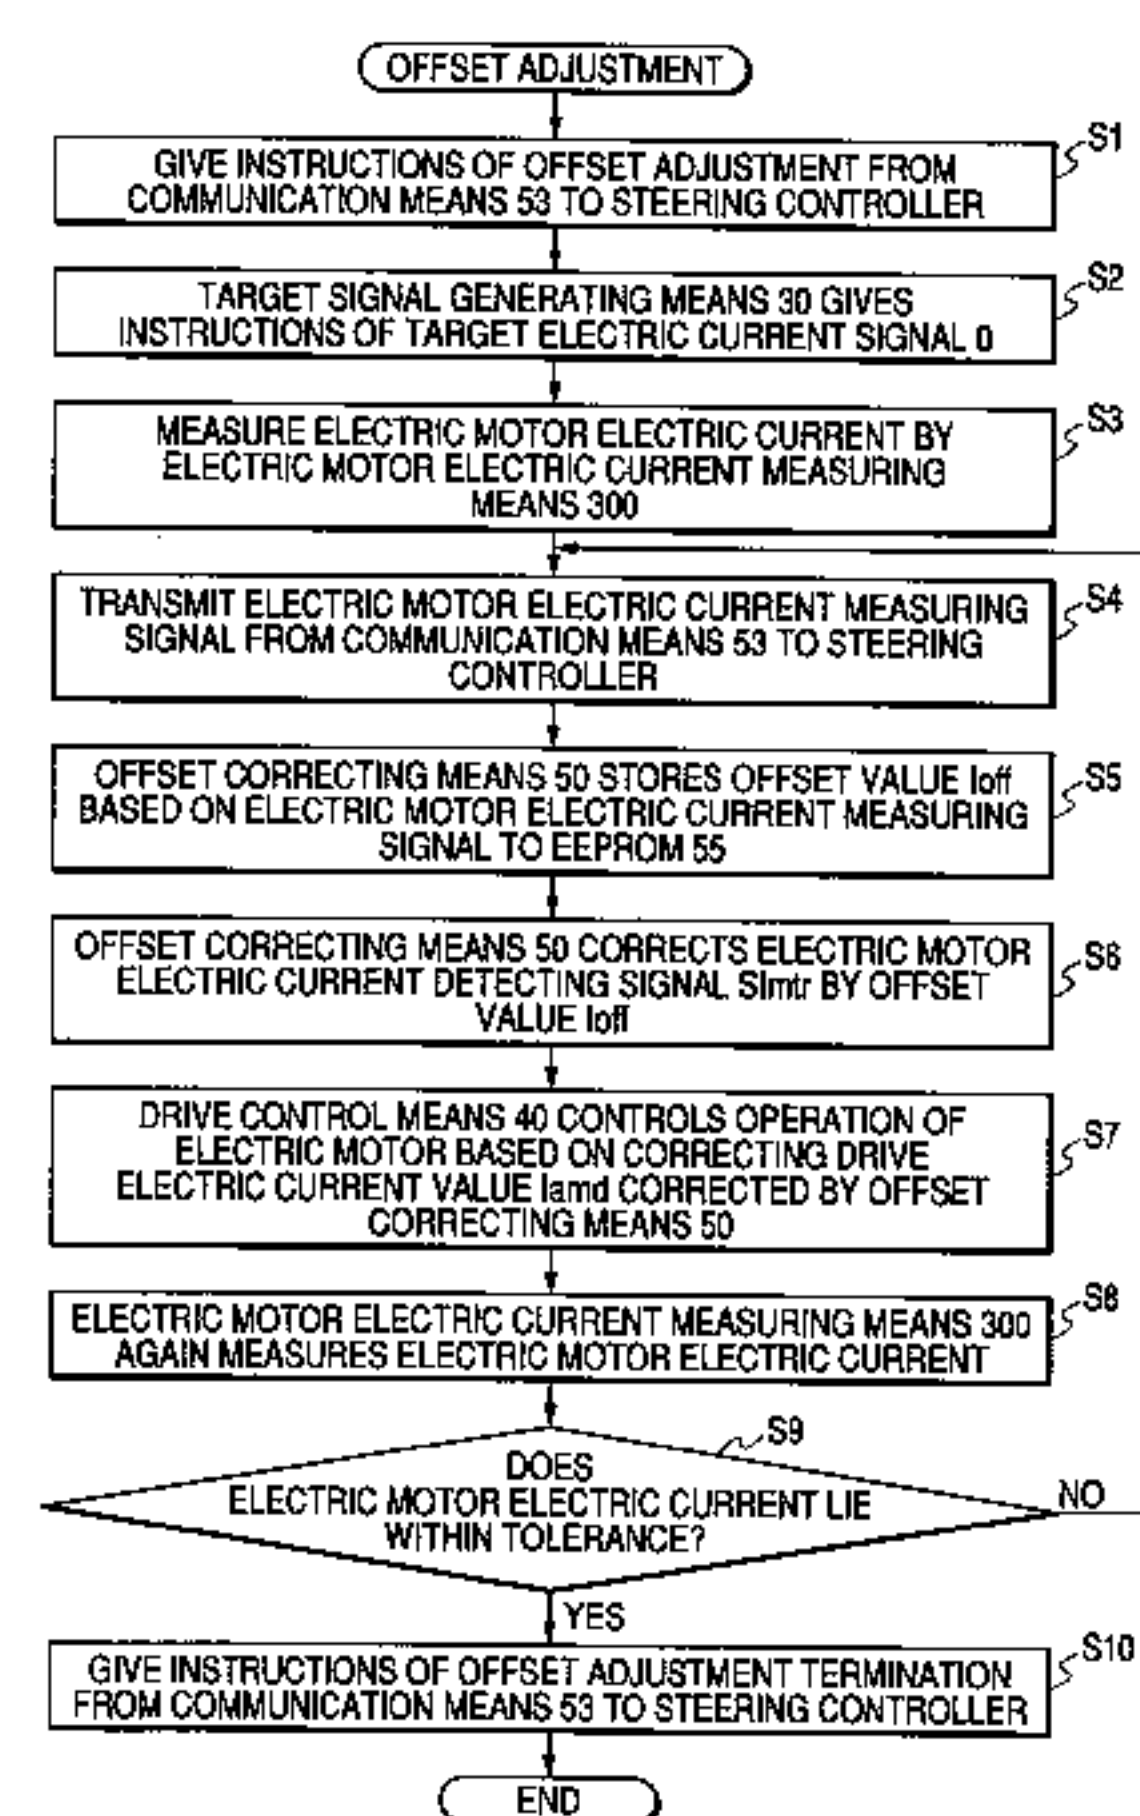 OFFSET ADJUSTMENT
S1
GIVE INSTRUCTIONS OF OFFSET ADJUSTMENT FROM
COMMUNICATION MEANS 53 TO STEERING CONTROLLER
S2
TARGET SIGNAL GENERATING MEANS 30 GIVES
INSTRUCTIONS OF TARGET ELECTRIC CURRENT SIGNAL 0
S3
MEASURE ELECTRIC MOTOR ELECTRIC CURRENT BY
ELECTRIC MOTOR ELECTRIC CURRENT MEASURING
MEANS 300
S4
TRANSMIT ELECTRIC MOTOR ELECTRIC CURRENT MEASURING
SIGNAL FROM COMMUNICATION MEANS 53 TO STEERING
CONTROLLER
S5
OFFSET CORRECTING MEANS 50 STORES OFFSET VALUE Ioff
BASED ON ELECTRIC MOTOR ELECTRIC CURRENT MEASURING
SIGNAL TO EEPROM 55
S6
OFFSET CORRECTING MEANS 50 CORRECTS ELECTRIC MOTOR
ELECTRIC CURRENT DETECTING SIGNAL SImtr BY OFFSET
VALUE Ioff
S7
DRIVE CONTROL MEANS 40 CONTROLS OPERATION OF
ELECTRIC MOTOR BASED ON CORRECTING DRIVE
ELECTRIC CURRENT VALUE Iamd CORRECTED BY OFFSET
CORRECTING MEANS 50
S8
ELECTRIC MOTOR ELECTRIC CURRENT MEASURING MEANS 300
AGAIN MEASURES ELECTRIC MOTOR ELECTRIC CURRENT
S9
DOES
ELECTRIC MOTOR ELECTRIC CURRENT LIE
WITHIN TOLERANCE?
NO
YES
S10
GIVE INSTRUCTIONS OF OFFSET ADJUSTMENT TERMINATION
FROM COMMUNICATION MEANS 53 TO STEERING CONTROLLER
END